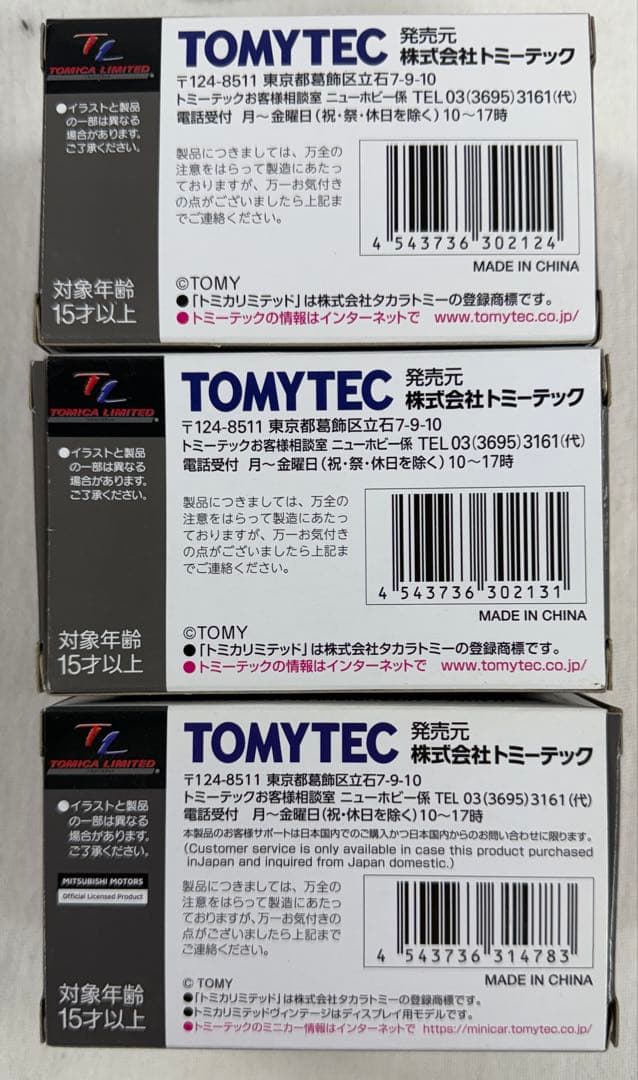 TL
TOMICA LIMITED
●イラストと製品
の一部は異なる
場合があります。
ご了承ください。
対象年齢
15才以上
TOMYTEC 発売元
株式会社トミーテック
〒124-8511 東京都葛飾区立石7-9-10
トミーテックお客様相談室 ニューホビー係 TEL 03(3695)3161(代)
電話受付 月〜金曜日(祝・祭・休日を除く)10〜17時
製品につきましては、万全の
注意をはらって製造にあたっ
ておりますが、万一お気付き
の点がございましたら上記ま
でご連絡ください。
4 543736 302124
MADE IN CHINA
©TOMY
●「トミカリミテッド」は株式会社タカラトミーの登録商標です。
●トミーテックの情報はインターネットで www.tomytec.co.jp/
TL
TOMICA LIMITED
●イラストと製品
の一部は異なる
場合があります。
ご了承ください。
対象年齢
15才以上
TOMYTEC 発売元
株式会社トミーテック
〒124-8511 東京都葛飾区立石7-9-10
トミーテックお客様相談室 ニューホビー係 TEL 03(3695)3161(代)
電話受付 月〜金曜日(祝・祭・休日を除く)10〜17時
製品につきましては、万全の
注意をはらって製造にあたっ
ておりますが、万一お気付き
の点がございましたら上記ま
でご連絡ください。
4 543736 302131
MADE IN CHINA
©TOMY
●「トミカリミテッド」は株式会社タカラトミーの登録商標です。
●トミーテックの情報はインターネットで www.tomytec.co.jp/
TL
TOMICA LIMITED
●イラストと製品
の一部は異なる
場合があります。
ご了承ください。
MITSUBISHI MOTORS
Official Licensed Product
対象年齢
15才以上
TOMYTEC 発売元
株式会社トミーテック
〒124-8511 東京都葛飾区立石7-9-10
トミーテックお客様相談室 ニューホビー係 TEL 03(3695)3161(代)
電話受付 月〜金曜日(祝・休日を除く)10〜17時
本製品のお客様サポートは日本国内でのご購入かつ日本国内からのお問い合わせに限ります。
(Customer service is only available in case this product purchased
inJapan and inquired from Japan domestic.)
製品につきましては、万全の
注意をはらって製造にあたっ
ておりますが、万一お気付きの
点がございましたら上記まで
ご連絡ください。
4 543736 314783
MADE IN CHINA
© TOMY
●「トミカリミテッド」は株式会社タカラトミーの登録商標です。
●トミカリミテッドヴィンテージはディスプレイ用モデルです。
●トミーテックのミニカー情報はインターネットで https://minicar.tomytec.co.jp/